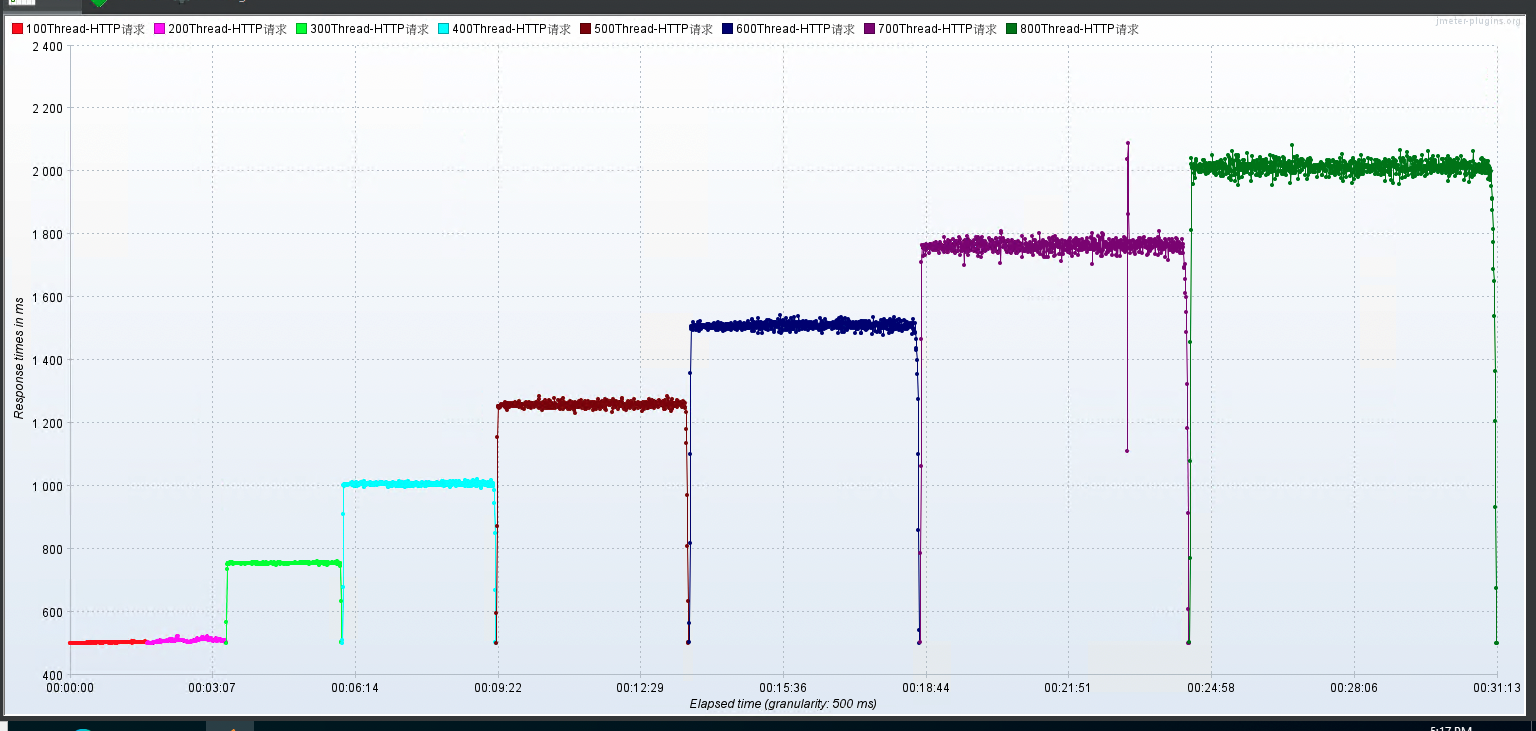 jmeter-plugins.org
100Thread-HTTP请求 200Thread-HTTP请求 300Thread-HTTP请求 400Thread-HTTP请求 500Thread-HTTP请求 600Thread-HTTP请求 700Thread-HTTP请求 800Thread-HTTP请求
2 400
2 200
2 000
1 800
1 600
1 400
1 200
1 000
800
600
400
Response times in ms
00:00:00 00:03:07 00:06:14 00:09:22 00:12:29 00:15:36 00:18:44 00:21:51 00:24:58 00:28:06 00:31:13
Elapsed time (granularity: 500 ms)
5:17 PM